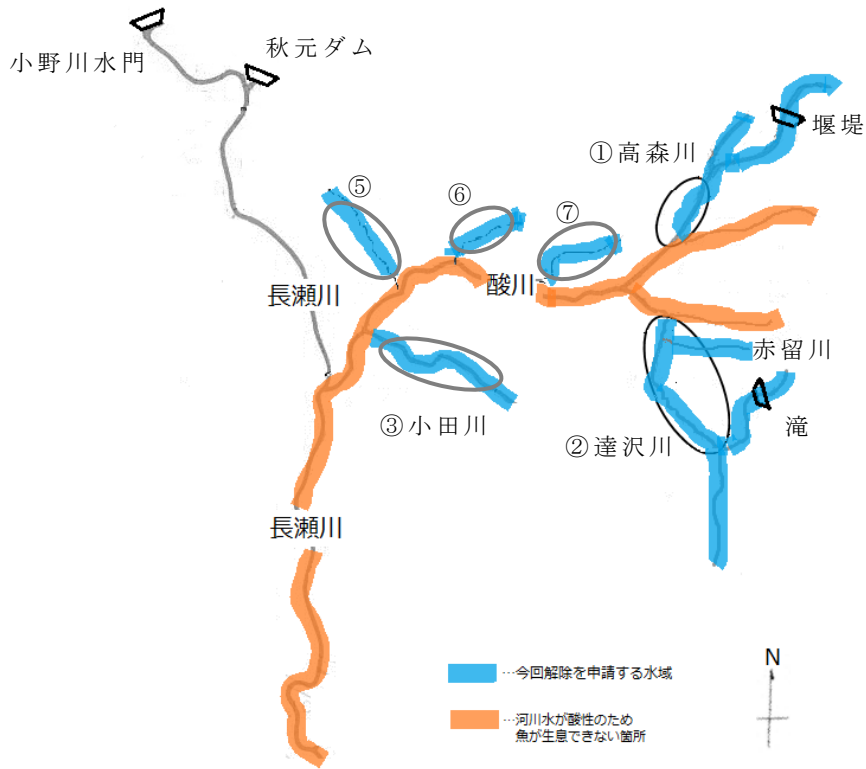 小野川水門
秋元ダム
堰堤
①高森川
⑤
⑥
⑦
長瀬川
酸川
赤留川
③小田川
②達沢川
滝
長瀬川
…今回解除を申請する水域
…河川水が酸性のため
魚が生息できない箇所
N